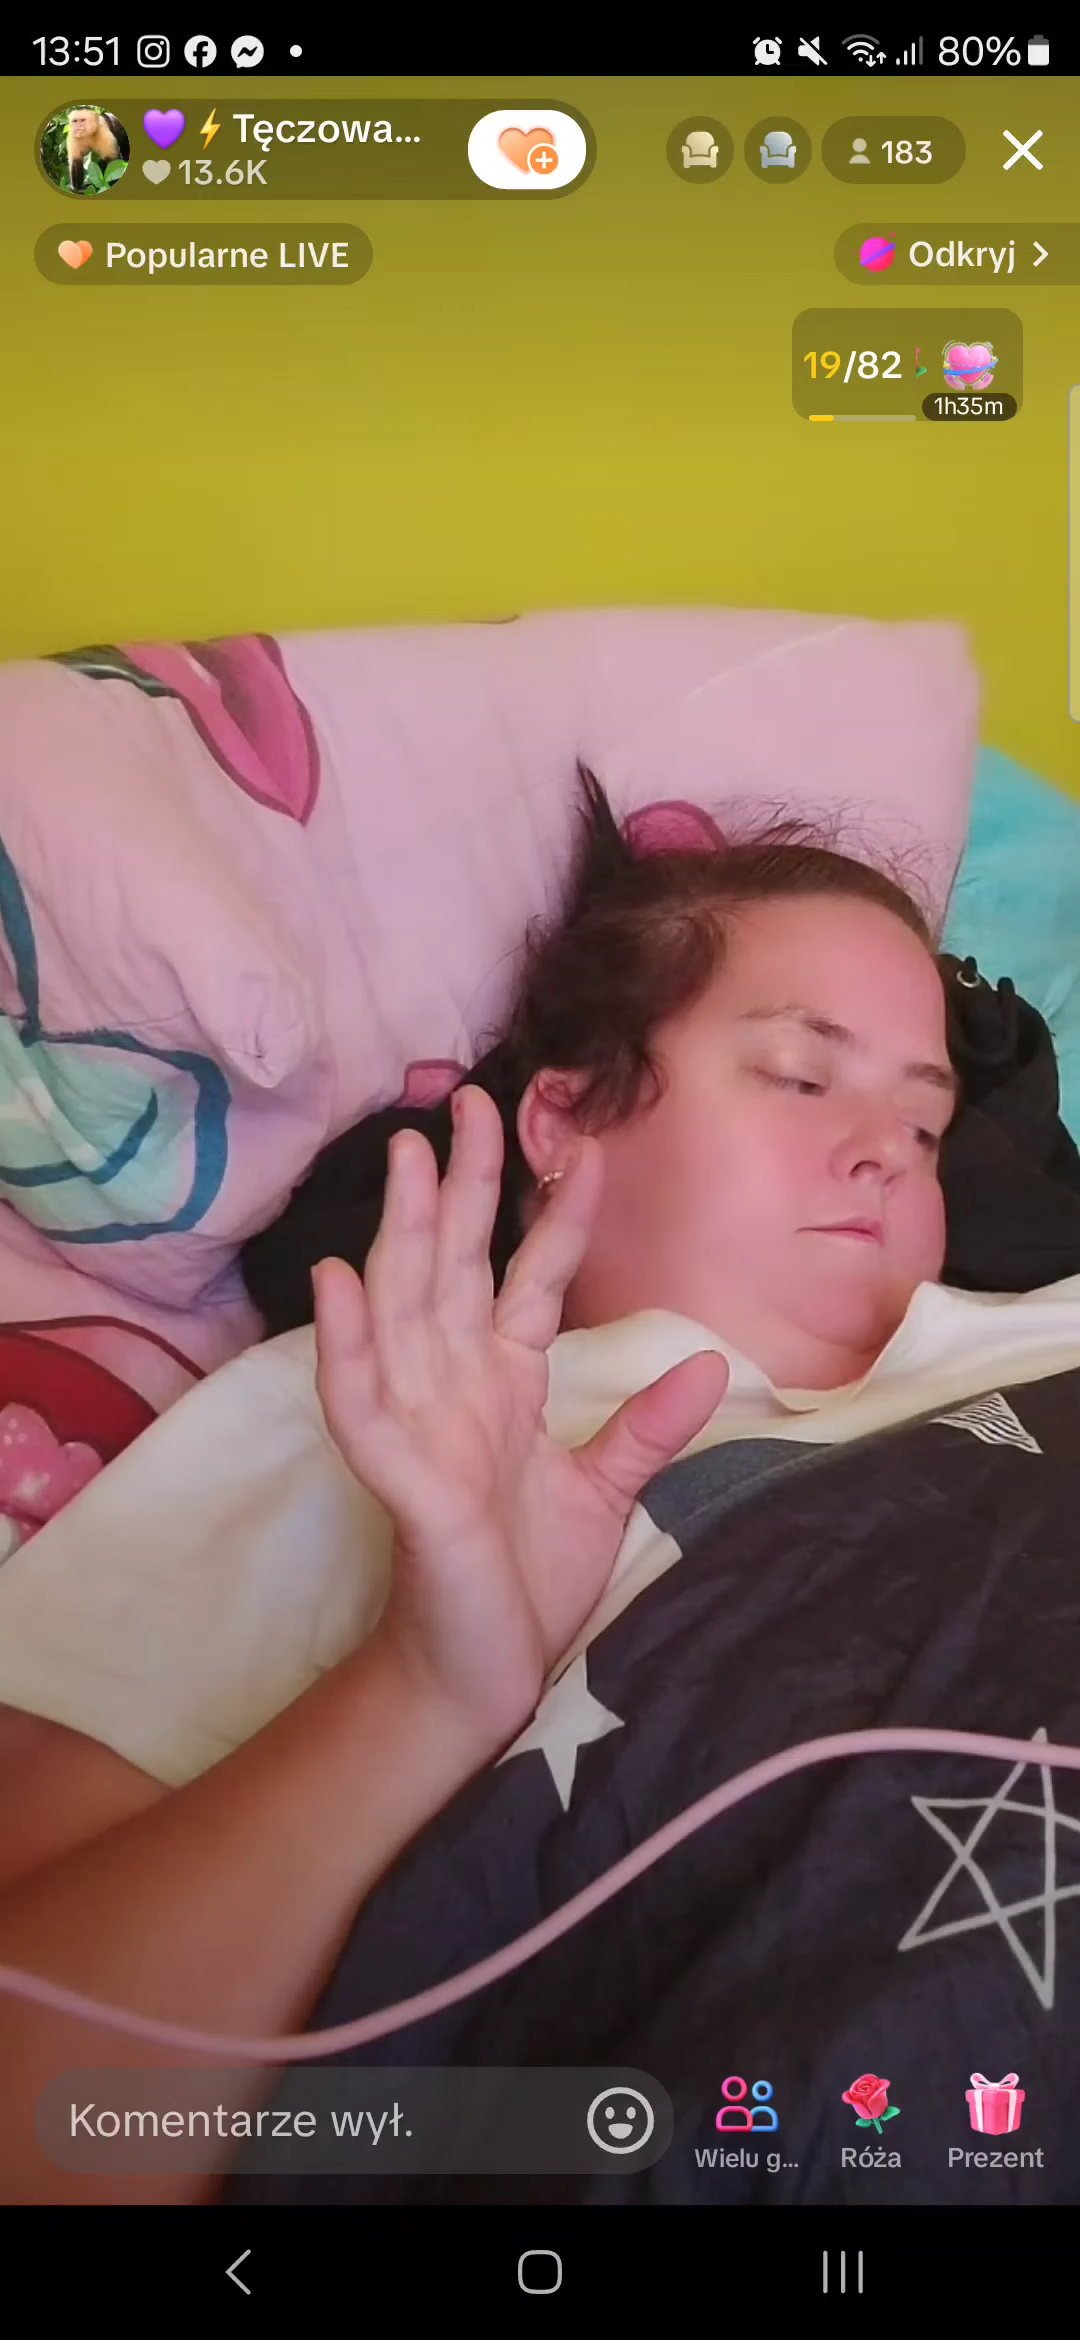 13:51
80%
💜⚡Tęczowa...
13.6K
183
Popularne LIVE
Odkryj
19/82
1h35m
Komentarze wył.
Wielu g...
Róża
Prezent